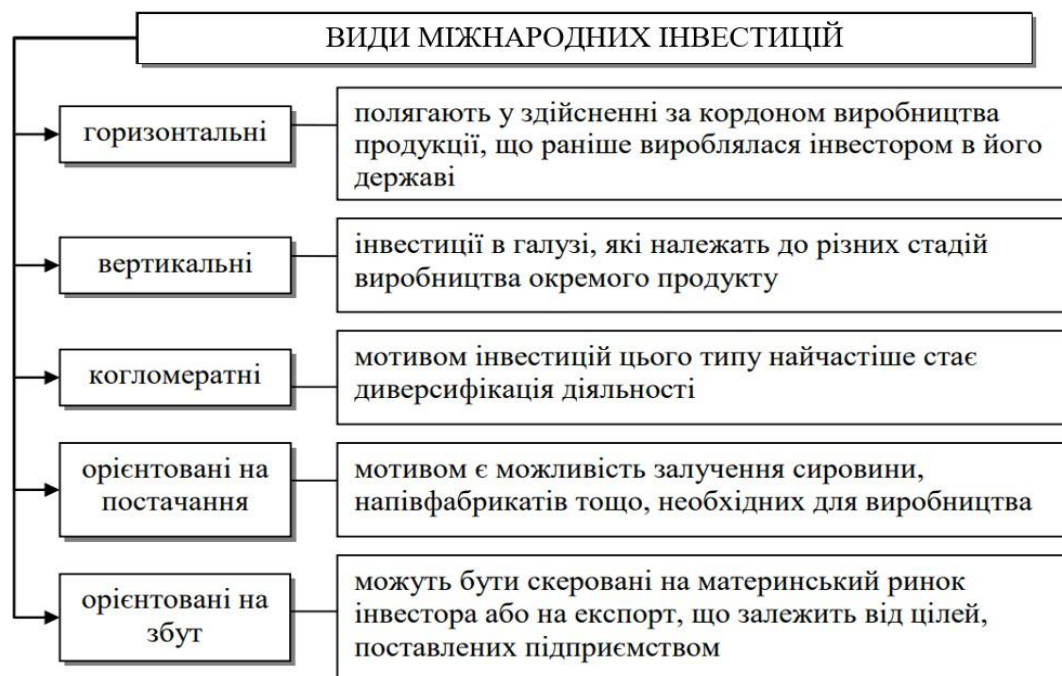 ВИДИ МІЖНАРОДНИХ ІНВЕСТИЦІЙ
горизонтальні
полягають у здійсненні за кордоном виробництва
продукції, що раніше вироблялася інвестором в його
державі
вертикальні
інвестиції в галузі, які належать до різних стадій
виробництва окремого продукту
когломератні
мотивом інвестицій цього типу найчастіше стає
диверсифікація діяльності
орієнтовані на
постачання
мотивом є можливість залучення сировини,
напівфабрикатів тощо, необхідних для виробництва
орієнтовані на
збут
можуть бути скеровані на материнський ринок
інвестора або на експорт, що залежить від цілей,
поставлених підприємством